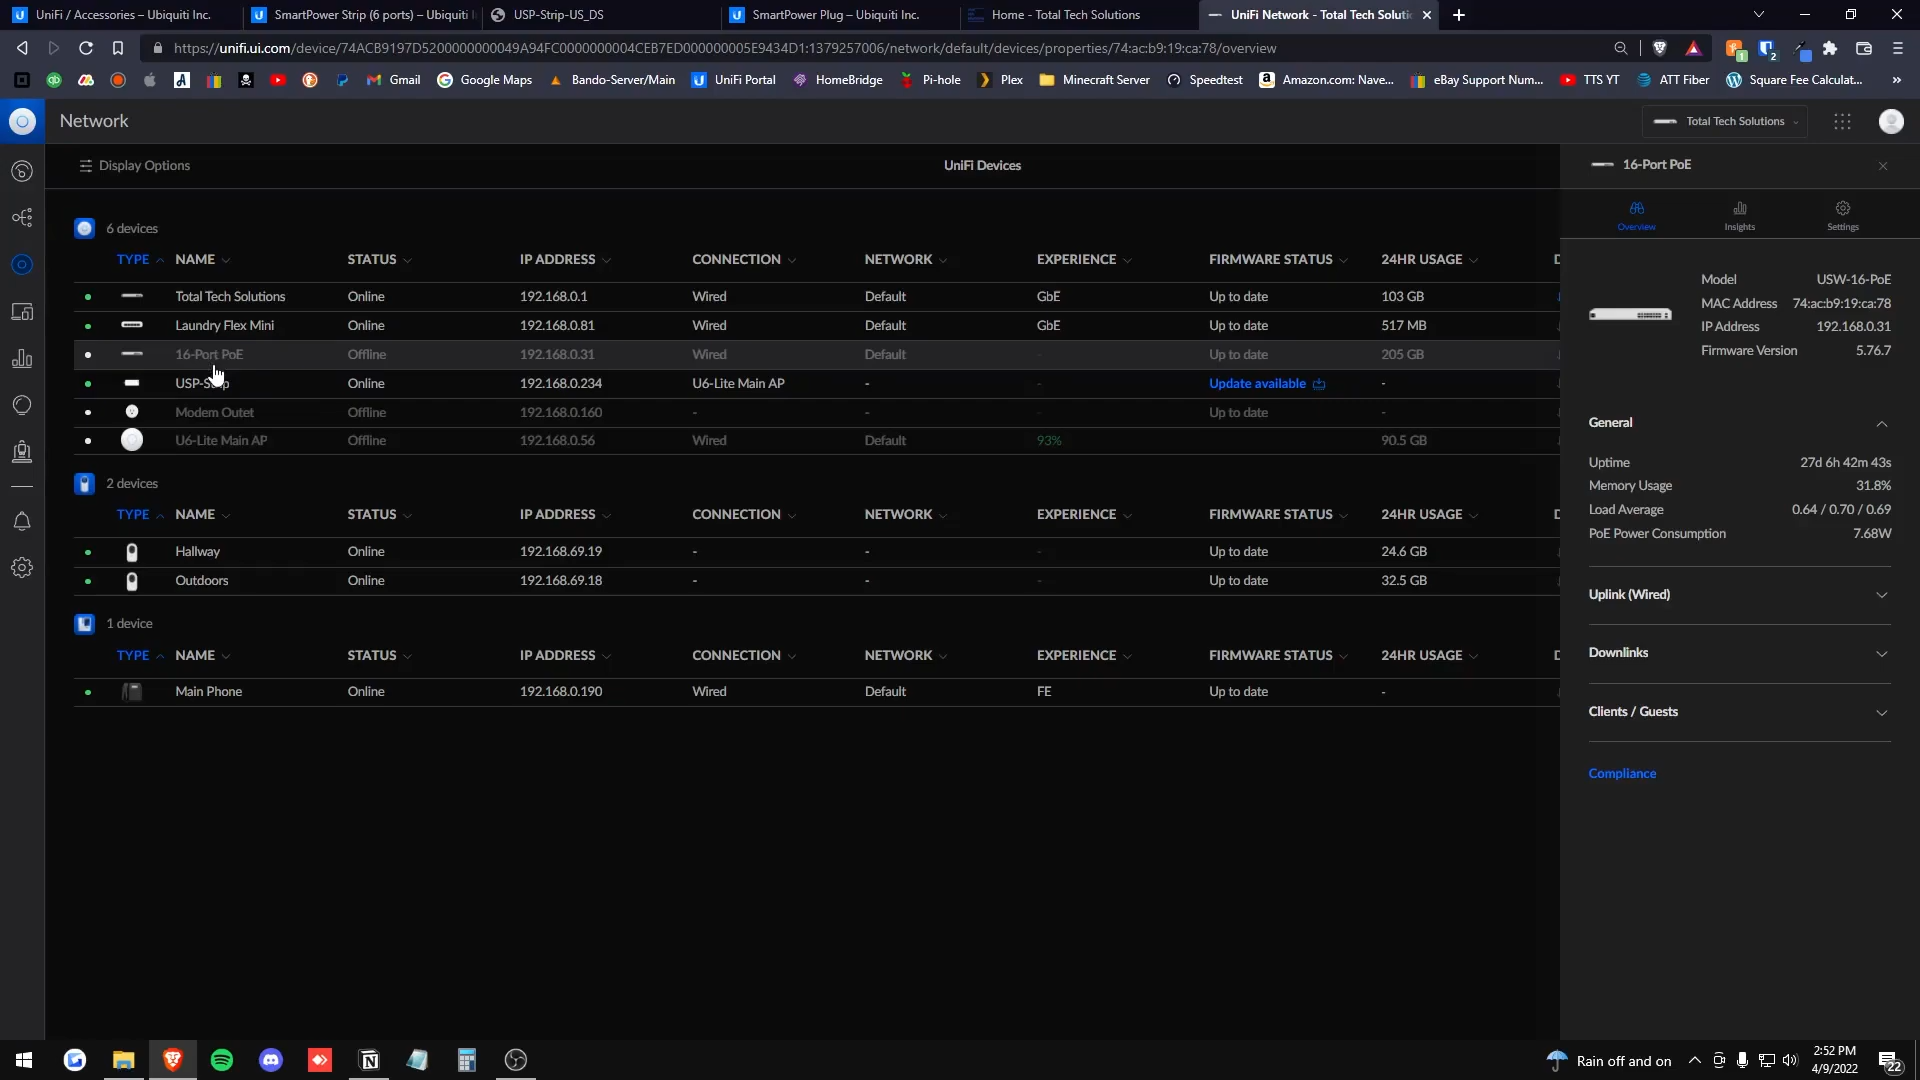 UniFi / Accessories – Ubiquiti Inc.
SmartPower Strip (6 ports) – Ubiquiti
USP-Strip-US_DS
SmartPower Plug – Ubiquiti Inc.
Home - Total Tech Solutions
UniFi Network - Total Tech Soluti
https://unifi.ui.com/device/74ACB9197D5200000000049A94FC0000000004CEB7ED000000005E9434D1:1379257006/network/default/devices/properties/74:ac:b9:19:ca:78/overview
1
2
Gmail
Google Maps
Bando-Server/Main
UniFi Portal
HomeBridge
Pi-hole
Plex
Minecraft Server
Speedtest
Amazon.com: Nave...
eBay Support Num...
TTS YT
ATT Fiber
Square Fee Calculat...
Network
Total Tech Solutions
Display Options
UniFi Devices
16-Port PoE
Overview
Insights
Settings
6 devices
TYPE NAME STATUS IP ADDRESS CONNECTION NETWORK EXPERIENCE FIRMWARE STATUS 24HR USAGE
Total Tech Solutions Online 192.168.0.1 Wired Default GbE Up to date 103 GB
Laundry Flex Mini Online 192.168.0.81 Wired Default GbE Up to date 517 MB
16-Port PoE Offline 192.168.0.31 Wired Default - Up to date 205 GB
USP-Strip Online 192.168.0.234 U6-Lite Main AP - - Update available -
Modem Outet Offline 192.168.0.160 - - - Up to date -
U6-Lite Main AP Offline 192.168.0.56 Wired Default 93% 90.5 GB
2 devices
TYPE NAME STATUS IP ADDRESS CONNECTION NETWORK EXPERIENCE FIRMWARE STATUS 24HR USAGE
Hallway Online 192.168.69.19 - - - Up to date 24.6 GB
Outdoors Online 192.168.69.18 - - - Up to date 32.5 GB
1 device
TYPE NAME STATUS IP ADDRESS CONNECTION NETWORK EXPERIENCE FIRMWARE STATUS 24HR USAGE
Main Phone Online 192.168.0.190 Wired Default FE Up to date -
Model USW-16-PoE
MAC Address 74:ac:b9:19:ca:78
IP Address 192.168.0.31
Firmware Version 5.76.7
General
Uptime 27d 6h 42m 43s
Memory Usage 31.8%
Load Average 0.64 / 0.70 / 0.69
PoE Power Consumption 7.68W
Uplink (Wired)
Downlinks
Clients / Guests
Compliance
Rain off and on
2:52 PM
4/9/2022
22